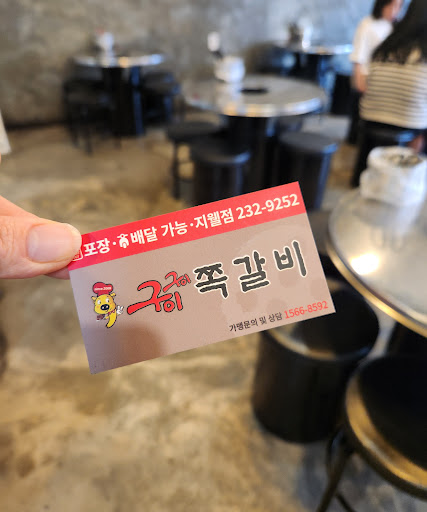 포장·배달 가능·지웰점 232-9252
구이구이 쪽갈비
가맹문의 및 상담 1566-8592